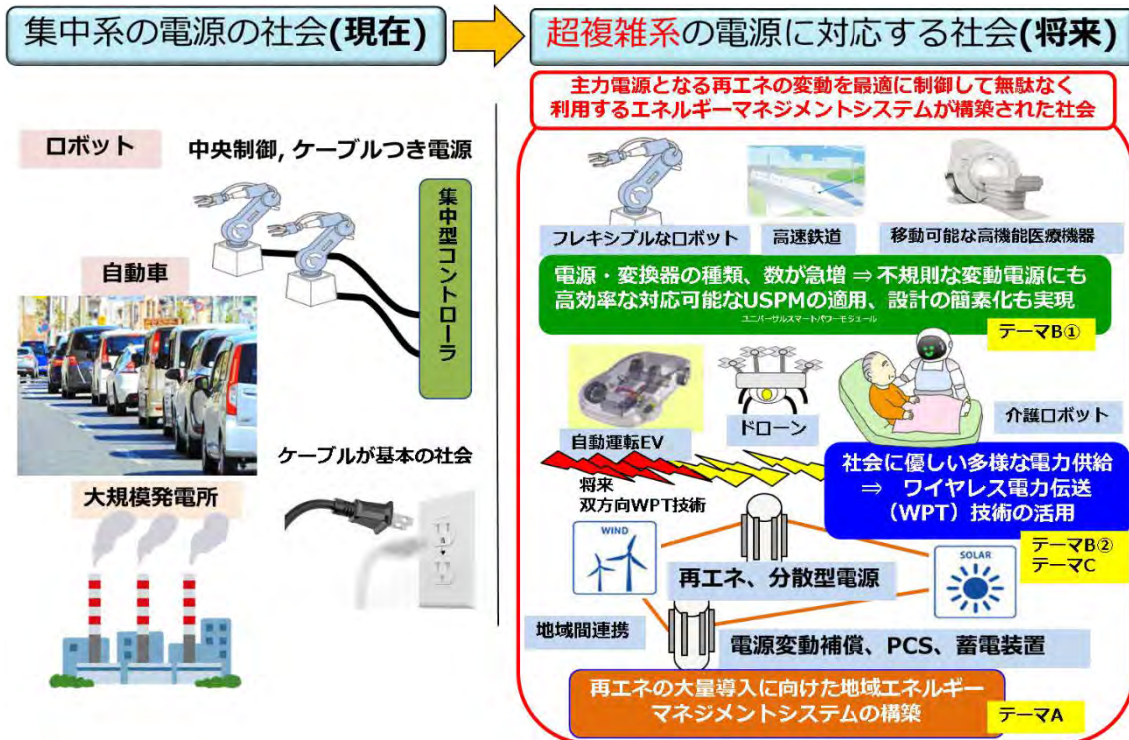 集中系の電源の社会(現在)
超複雑系の電源に対応する社会(将来)
主力電源となる再エネの変動を最適に制御して無駄なく
利用するエネルギーマネジメントシステムが構築された社会
ロボット
中央制御, ケーブルつき電源
集中型コントローラ
自動車
ケーブルが基本の社会
大規模発電所
フレキシブルなロボット
高速鉄道
移動可能な高機能医療機器
電源・変換器の種類、数が急増 ⇒ 不規則な変動電源にも
高効率な対応可能なUSPMの適用、設計の簡素化も実現
ユニバーサルスマートパワーモジュール
テーマB①
自動運転EV
ドローン
介護ロボット
将来
双方向WPT技術
社会に優しい多様な電力供給
⇒ ワイヤレス電力伝送
(WPT)技術の活用
テーマB②
テーマC
WIND
SOLAR
再エネ、分散型電源
地域間連携
電源変動補償、PCS、蓄電装置
再エネの大量導入に向けた地域エネルギー
マネジメントシステムの構築
テーマA